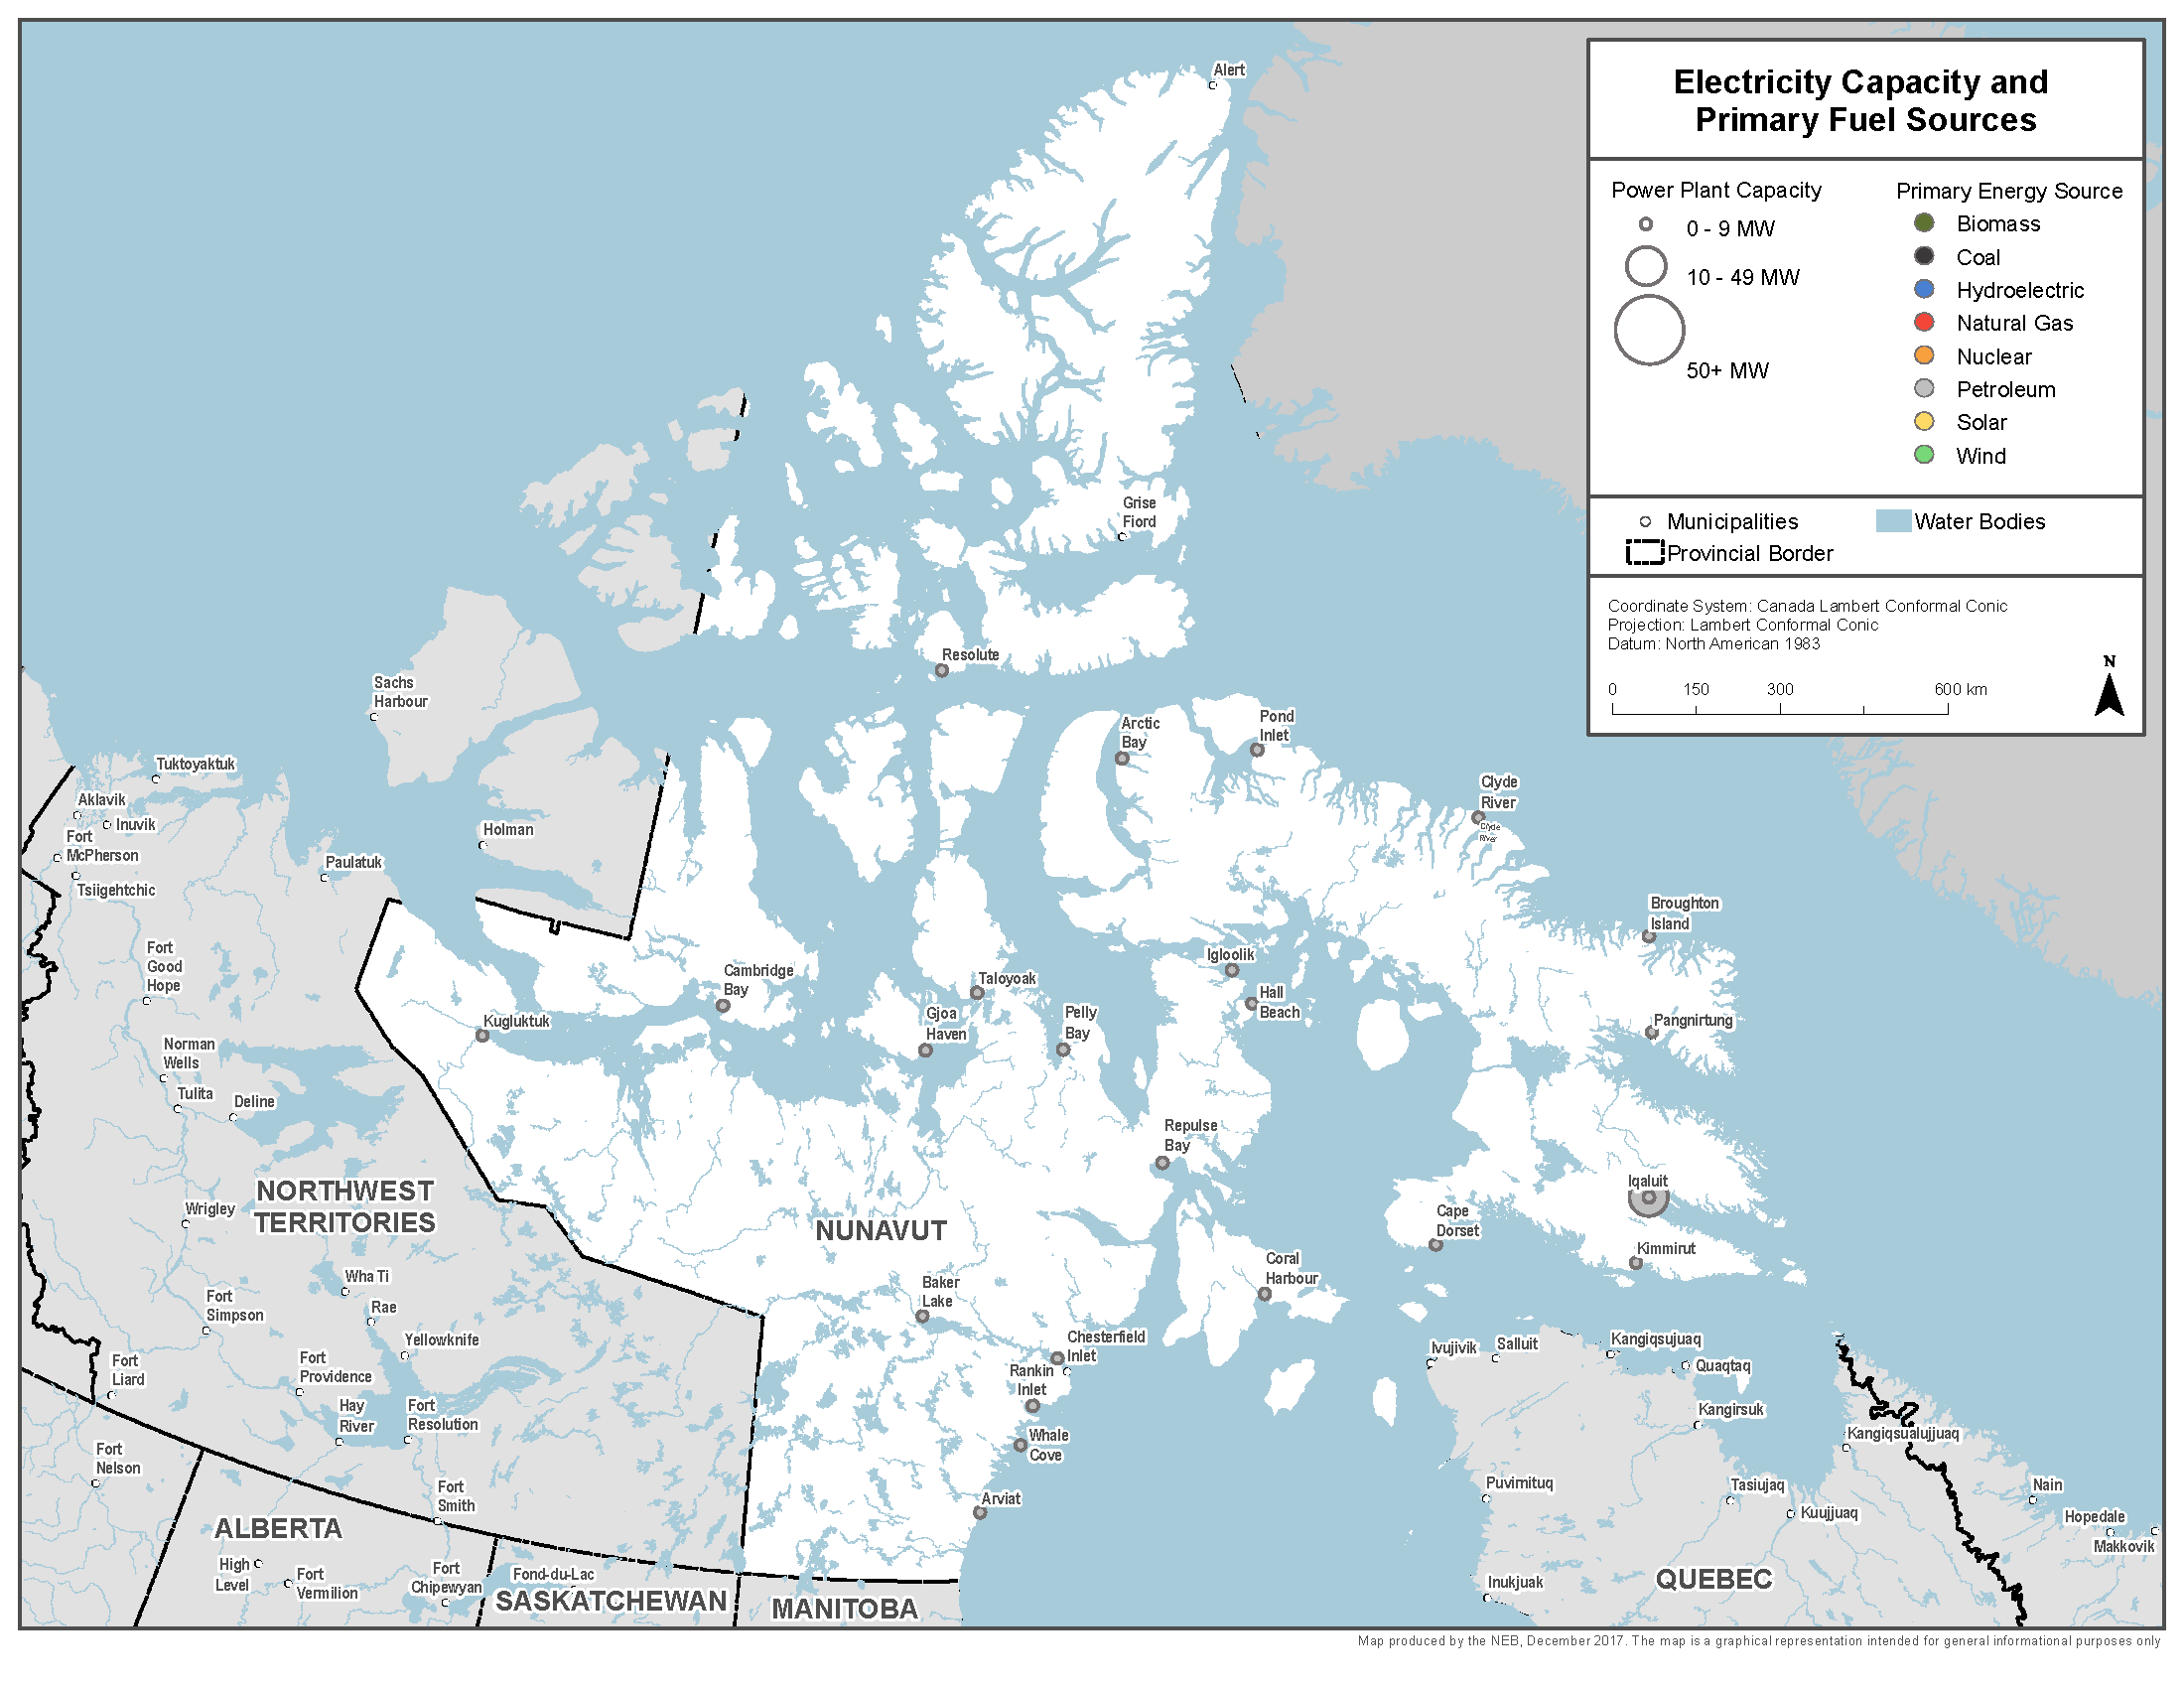 Electricity Capacity and
Primary Fuel Sources
Power Plant Capacity
0 - 9 MW
10 - 49 MW
50+ MW
Primary Energy Source
Biomass
Coal
Hydroelectric
Natural Gas
Nuclear
Petroleum
Solar
Wind
Municipalities
Water Bodies
Provincial Border
Coordinate System: Canada Lambert Conformal Conic
Projection: Lambert Conformal Conic
Datum: North American 1983
N
0 150 300 600 km
Alert
Grise
Fiord
Resolute
Sachs
Harbour
Arctic
Bay
Pond
Inlet
Tuktoyaktuk
Clyde
River
Clyde
River
Aklavik
Inuvik
Fort
McPherson
Tsiigehtchic
Holman
Paulatuk
Broughton
Island
Fort
Good
Hope
Igloolik
Cambridge
Bay
Taloyoak
Hall
Beach
Gjoa
Haven
Pelly
Bay
Kugluktuk
Pangnirtung
Norman
Wells
Tulita
Deline
Repulse
Bay
NORTHWEST
TERRITORIES
Iqaluit
Wrigley
NUNAVUT
Cape
Dorset
Kimmirut
Coral
Harbour
Wha Ti
Baker
Lake
Fort
Simpson
Rae
Yellowknife
Chesterfield
Inlet
Ivujivik
Salluit
Kangiqsujuaq
Quaqtaq
Fort
Liard
Fort
Providence
Rankin
Inlet
Hay
River
Fort
Resolution
Kangirsuk
Whale
Cove
Kangiqsualujjuaq
Fort
Nelson
Fort
Smith
Arviat
Puvirnituq
Tasiujaq
Kuujjuaq
Nain
Hopedale
Makkovik
ALBERTA
High
Level
Fort
Vermilion
Fort
Chipewyan
Fond-du-Lac
SASKATCHEWAN
MANITOBA
Inukjuak
QUEBEC
Map produced by the NEB, December 2017. The map is a graphical representation intended for general informational purposes only